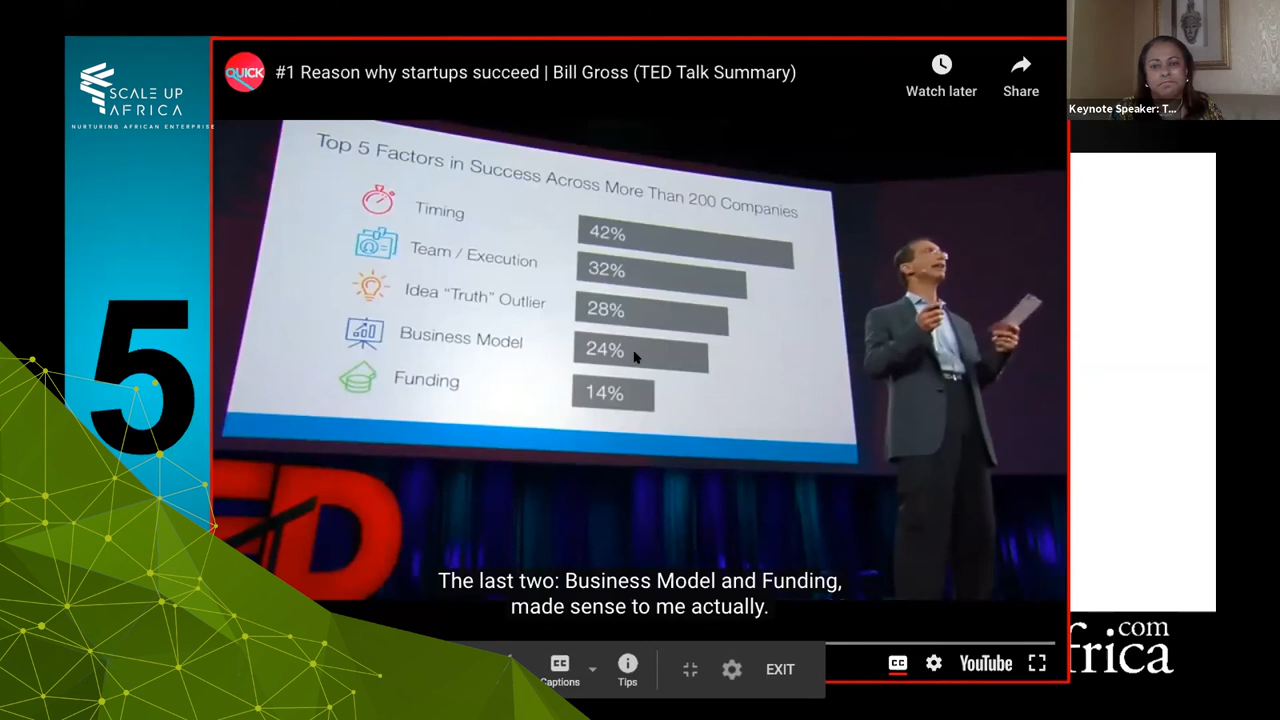 SCALE UP
AFRICA
NURTURING AFRICAN ENTERPRISE
5
QUICK
#1 Reason why startups succeed | Bill Gross (TED Talk Summary)
Watch later
Share
Keynote Speaker: T...
Top 5 Factors in Success Across More Than 200 Companies
Timing
42%
Team / Execution
32%
Idea "Truth" Outlier
28%
Business Model
24%
Funding
14%
The last two: Business Model and Funding,
made sense to me actually.
CC
Captions
Tips
EXIT
CC
YouTube
com
frica